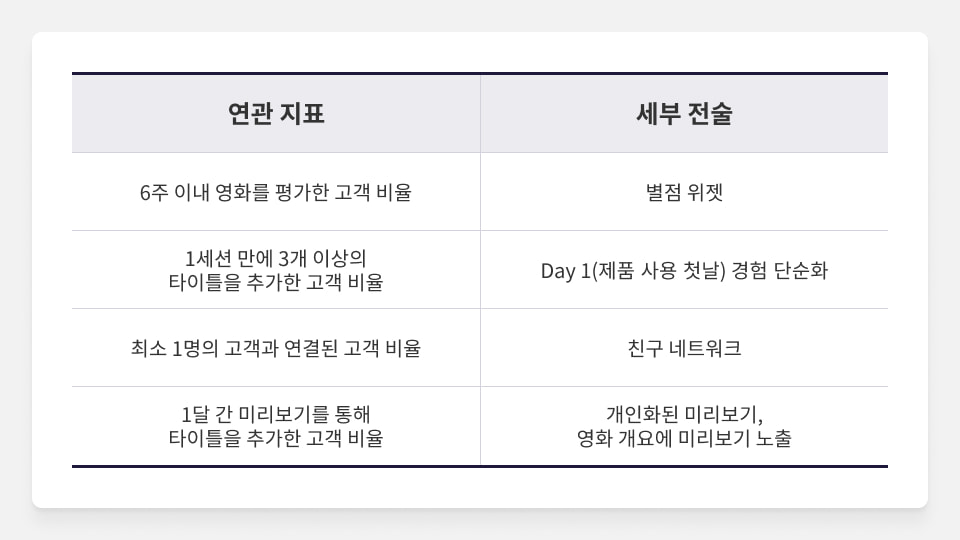 연관 지표
세부 전술
6주 이내 영화를 평가한 고객 비율
별점 위젯
1세션 만에 3개 이상의
타이틀을 추가한 고객 비율
Day 1(제품 사용 첫날) 경험 단순화
최소 1명의 고객과 연결된 고객 비율
친구 네트워크
1달 간 미리보기를 통해
타이틀을 추가한 고객 비율
개인화된 미리보기,
영화 개요에 미리보기 노출